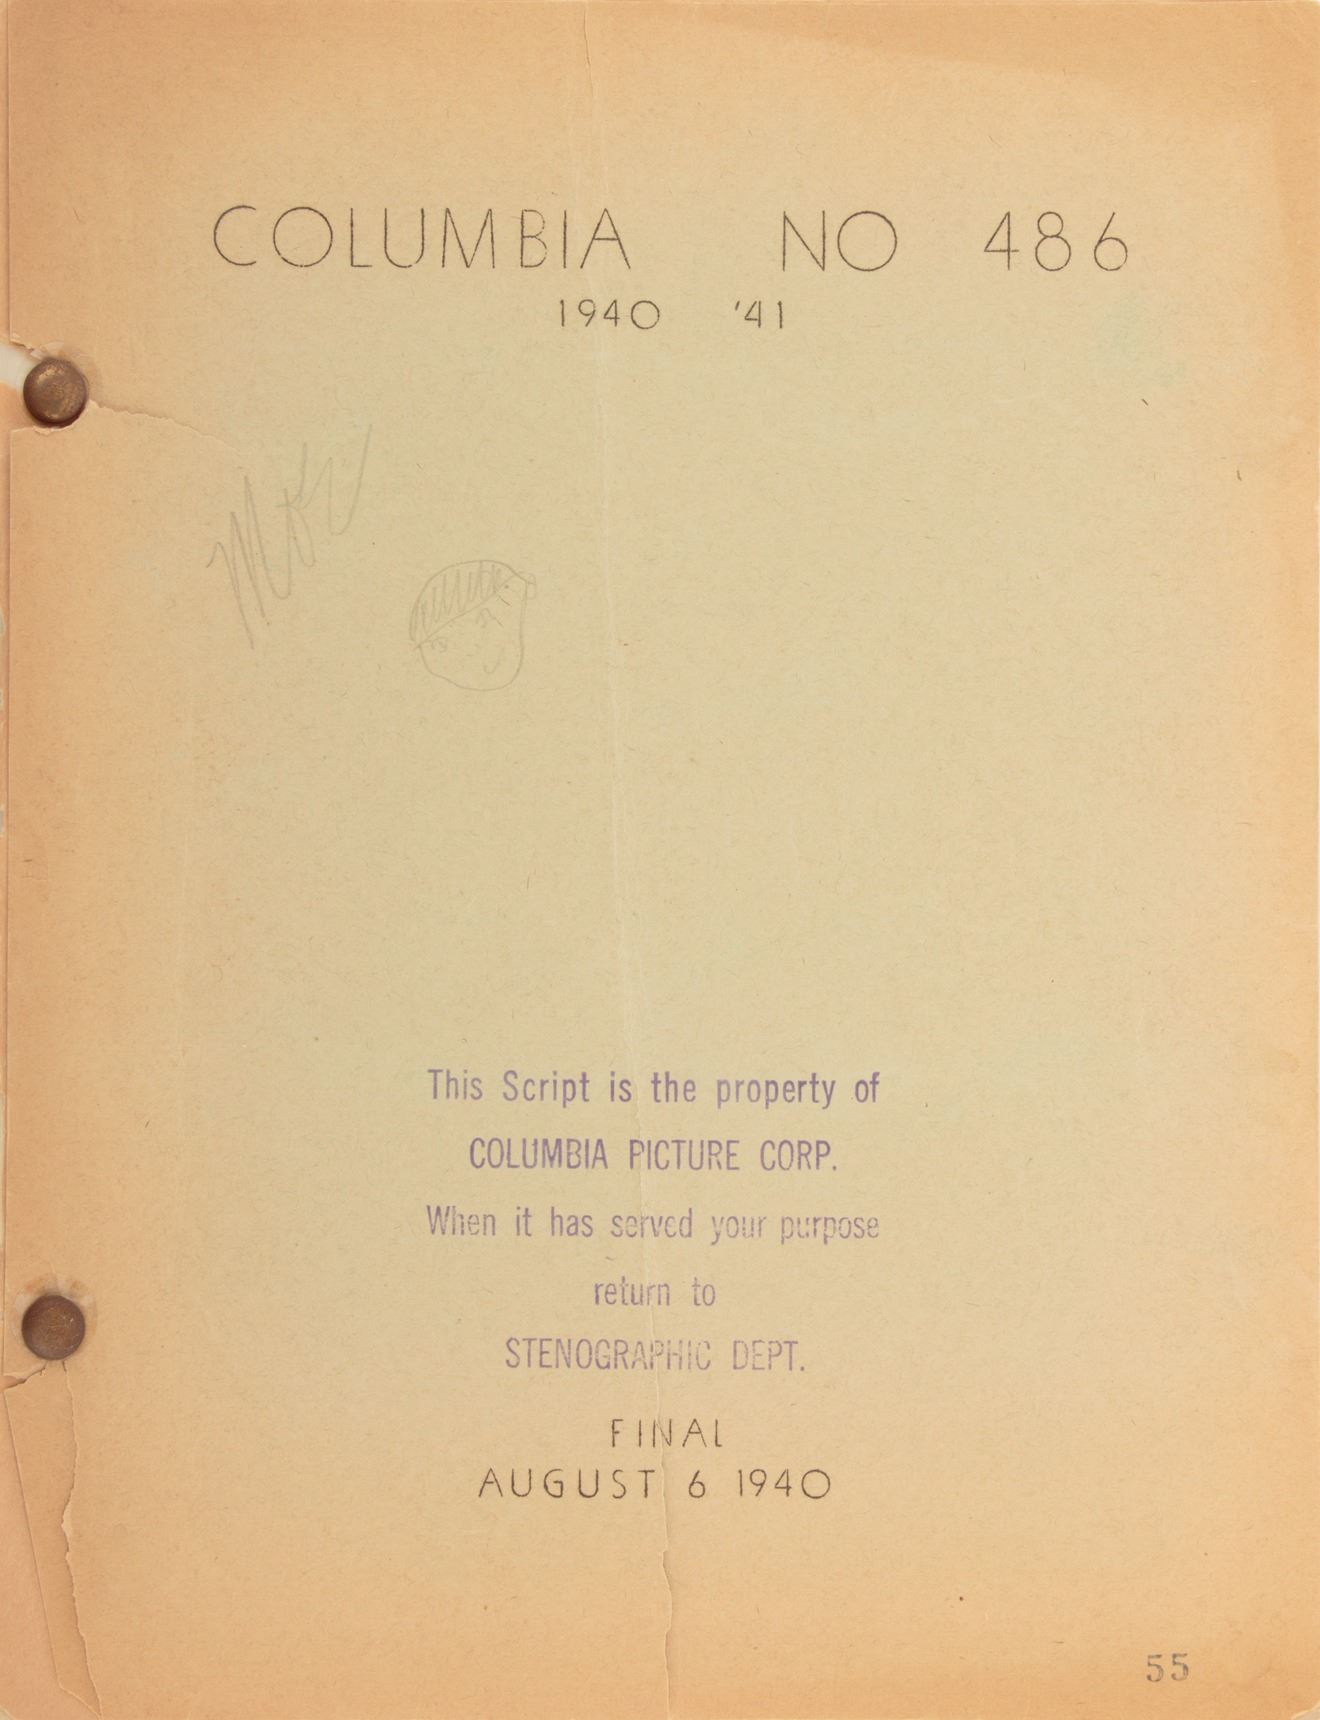 COLUMBIA NO 486
1940 '41
This Script is the property of
COLUMBIA PICTURE CORP.
When it has served your purpose
return to
STENOGRAPHIC DEPT.
FINAL
AUGUST 6 1940
55